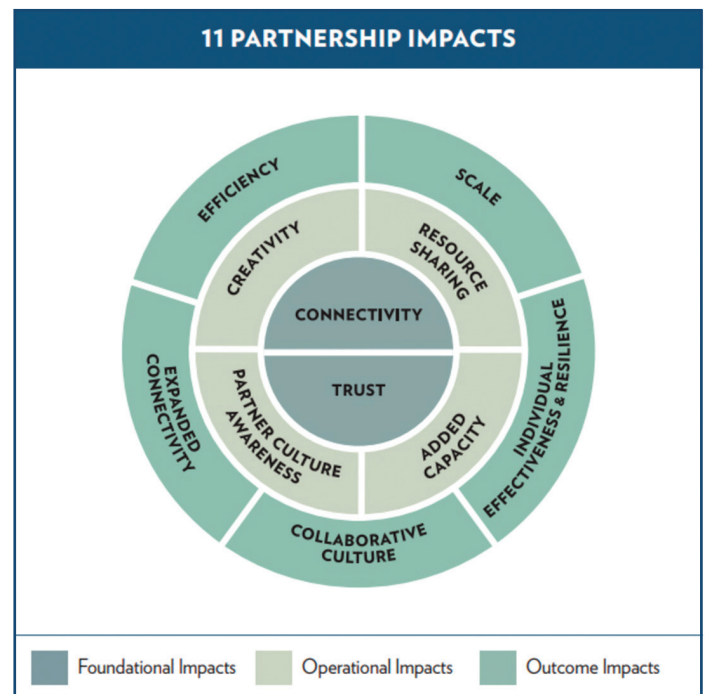 11 PARTNERSHIP IMPACTS
EFFICIENCY
SCALE
CREATIVITY
RESOURCE
SHARING
CONNECTIVITY
TRUST
EXPANDED
CONNECTIVITY
PARTNER CULTURE
AWARENESS
ADDED
CAPACITY
INDIVIDUAL
EFFECTIVENESS & RESILIENCE
COLLABORATIVE
CULTURE
Foundational Impacts
Operational Impacts
Outcome Impacts